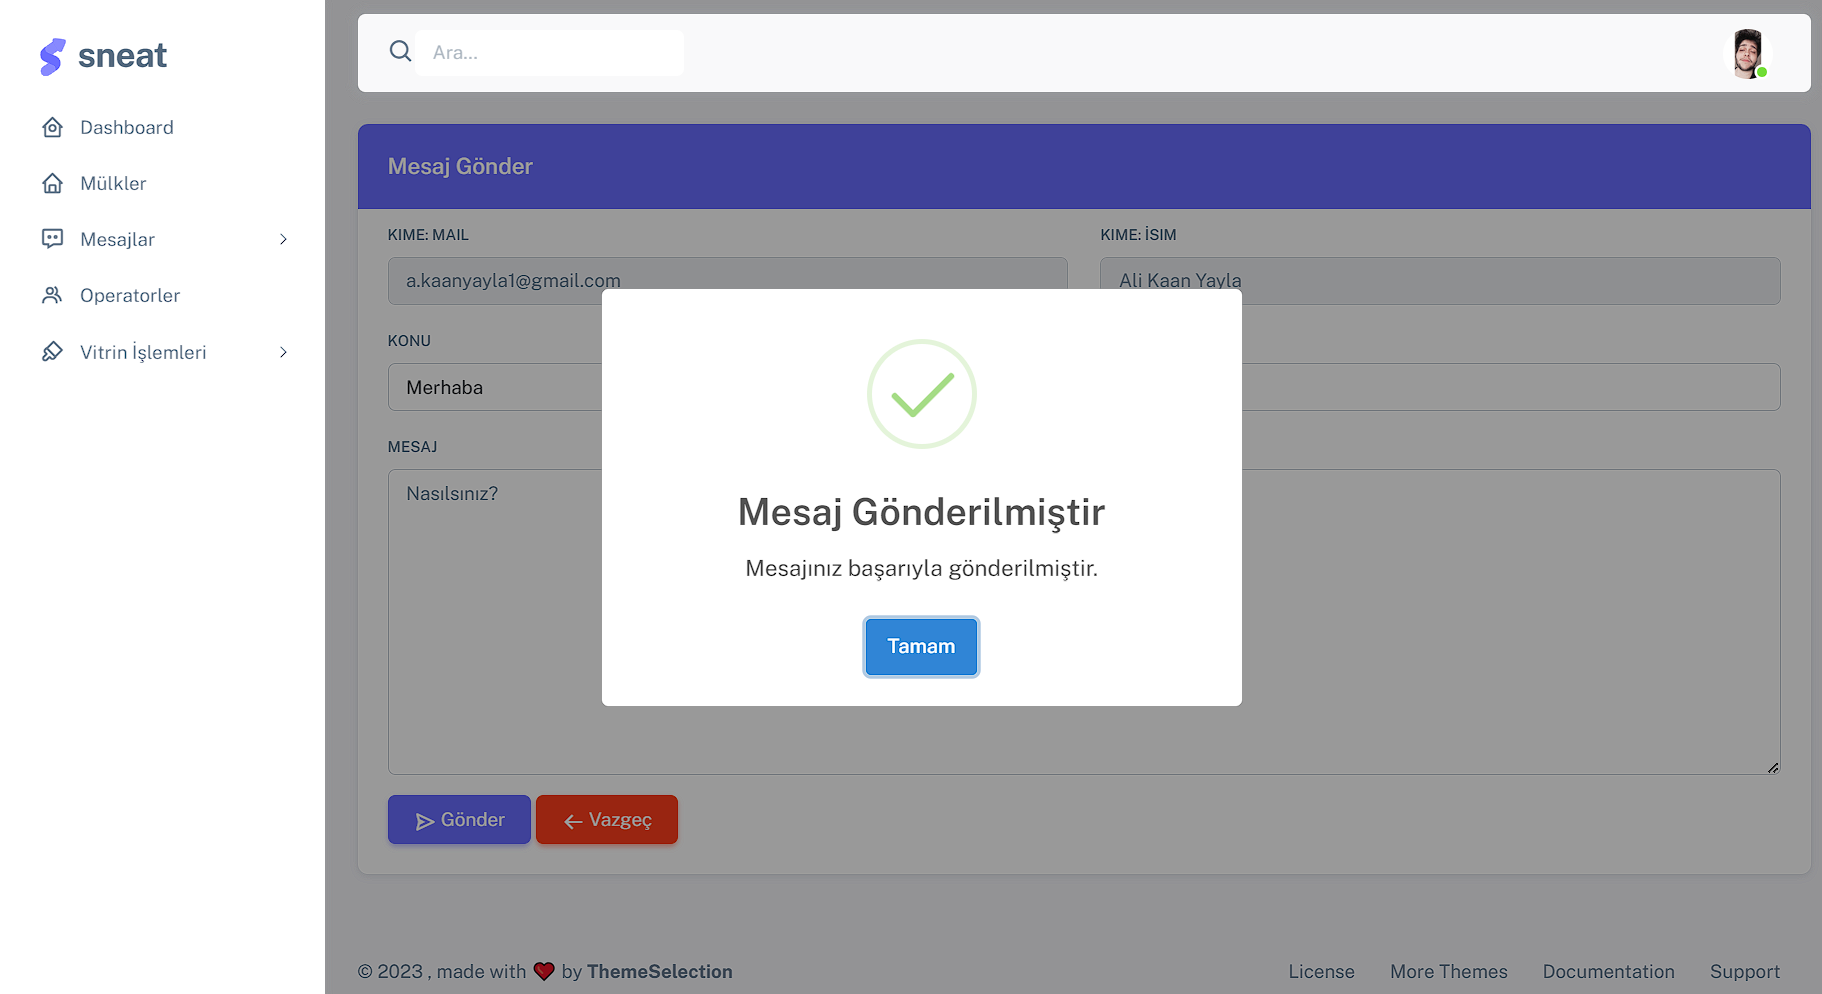 sneat
Dashboard
Mülkler
Mesajlar
Operatorler
Vitrin İşlemleri
Ara...
Mesaj Gönder
KIME: MAIL
KIME: İSIM
a.kaanyayla1@gmail.com
Ali Kaan Yayla
KONU
Merhaba
MESAJ
Nasılsınız?
Mesaj Gönderilmiştir
Mesajınız başarıyla gönderilmiştir.
Tamam
Gönder
Vazgeç
© 2023 , made with ❤️ by ThemeSelection
License
More Themes
Documentation
Support